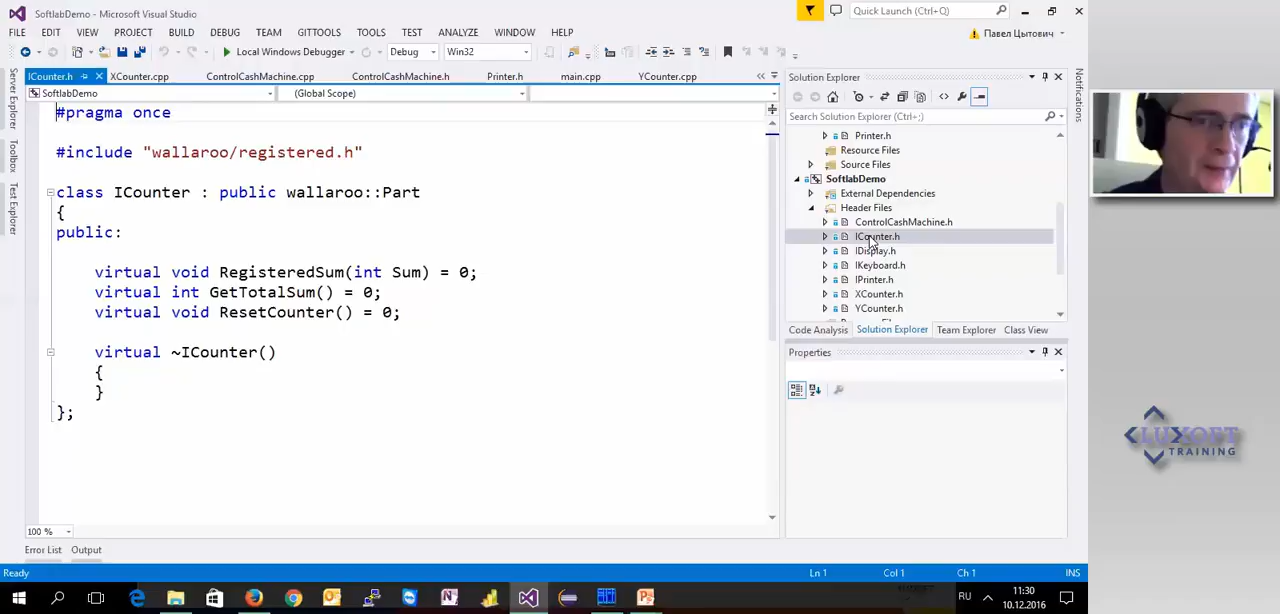 SoftlabDemo - Microsoft Visual Studio
Quick Launch (Ctrl+Q)
FILE EDIT VIEW PROJECT BUILD DEBUG TEAM GITTOOLS TOOLS TEST ANALYZE WINDOW HELP
Павел Цытович
Local Windows Debugger Debug Win32
ICounter.h XCounter.cpp ControlCashMachine.cpp ControlCashMachine.h Printer.h main.cpp YCounter.cpp
SoftlabDemo (Global Scope)
Server Explorer
Toolbox
Test Explorer
#pragma once
#include "wallaroo/registered.h"
class ICounter : public wallaroo::Part
{
public:
virtual void RegisteredSum(int Sum) = 0;
virtual int GetTotalSum() = 0;
virtual void ResetCounter() = 0;
virtual ~ICounter()
{
}
};
100 %
Error List Output
Solution Explorer
Search Solution Explorer (Ctrl+;)
Printer.h
Resource Files
Source Files
SoftlabDemo
External Dependencies
Header Files
ControlCashMachine.h
ICounter.h
IDisplay.h
IKeyboard.h
IPrinter.h
XCounter.h
YCounter.h
Code Analysis Solution Explorer Team Explorer Class View
Properties
Notifications
LUXOFT
TRAINING
Ready Ln 1 Col 1 Ch 1 INS
RU 11:30
10.12.2016